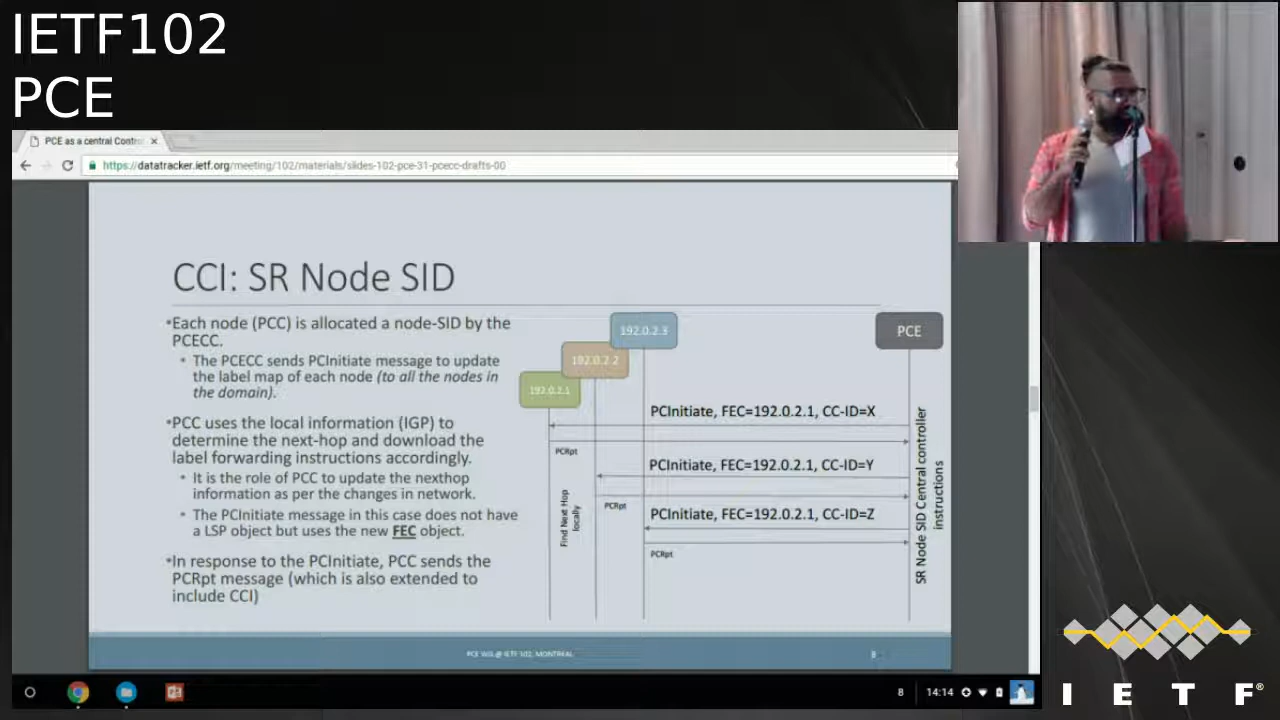 IETF102
PCE
PCE as a central Contro
https://datatracker.ietf.org/meeting/102/materials/slides-102-pce-31-pcecc-drafts-00
CCI: SR Node SID
•Each node (PCC) is allocated a node-SID by the
PCECC.
• The PCECC sends PCInitiate message to update
the label map of each node (to all the nodes in
the domain).
•PCC uses the local information (IGP) to
determine the next-hop and download the
label forwarding instructions accordingly.
• It is the role of PCC to update the nexthop
information as per the changes in network.
• The PCInitiate message in this case does not have
a LSP object but uses the new FEC object.
•In response to the PCInitiate, PCC sends the
PCRpt message (which is also extended to
include CCI)
192.0.2.3
PCE
192.0.2.2
192.0.2.1
PCInitiate, FEC=192.0.2.1, CC-ID=X
PCRpt
PCInitiate, FEC=192.0.2.1, CC-ID=Y
PCRpt
PCInitiate, FEC=192.0.2.1, CC-ID=Z
PCRpt
Find Next Hop
locally
SR Node SID Central controller
instructions
PCE WG @ IETF 102, MONTREAL
8
8
14:14
I E T F®